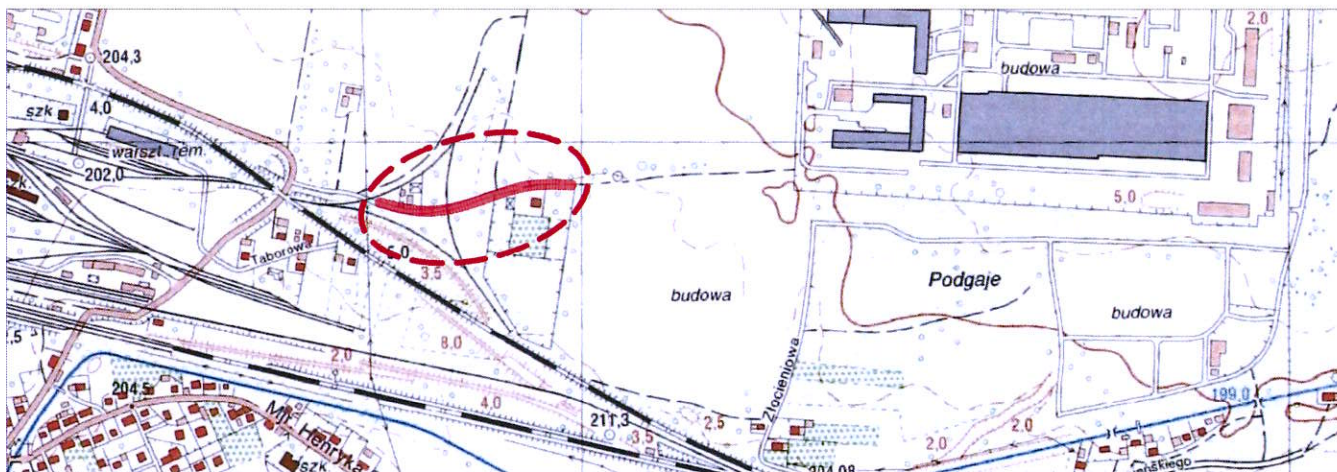 204,3
2.0
budowa
szk
4,0
warszt. rem.
202,0
5.0
Taborowa
6,0
3.5
Podgaje
budowa
budowa
8.0
2.0
Złocieniowa
204,5
4.0
199.0
Młr Henryka
211,3
2.5
2.0
2.0
3.5
szk.
204,08